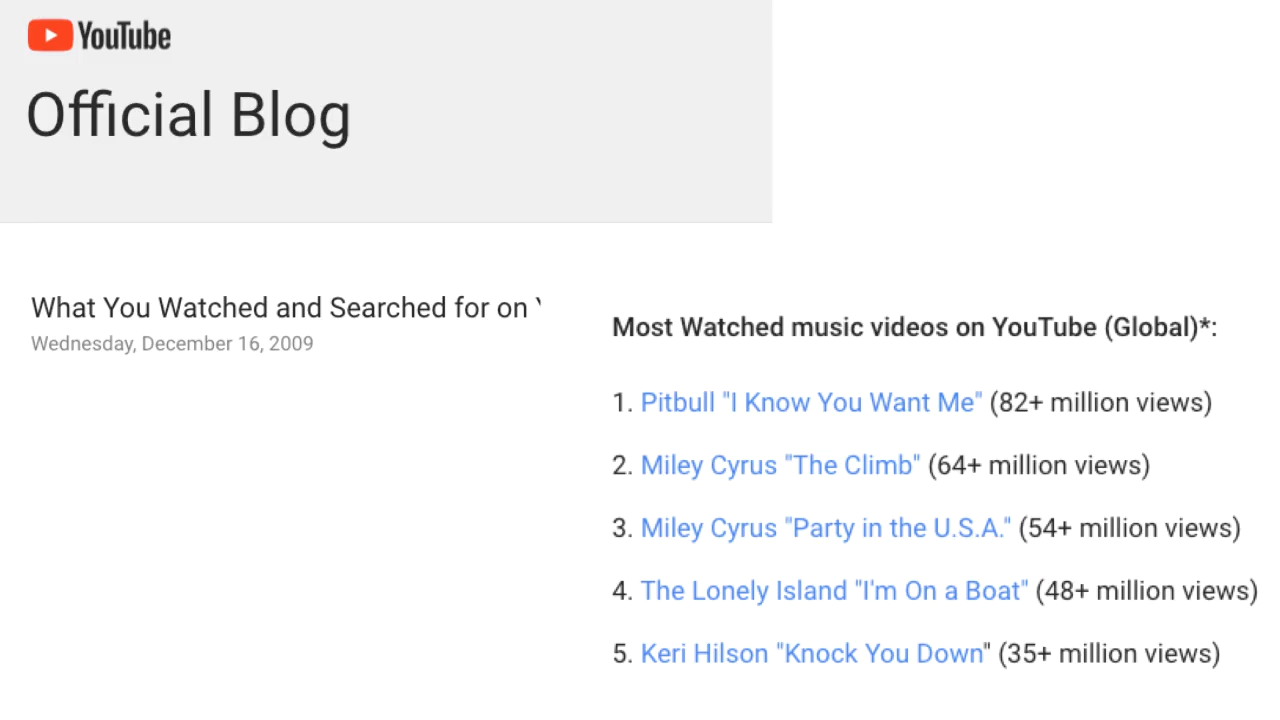 YouTube
Official Blog
What You Watched and Searched for on
Wednesday, December 16, 2009
Most Watched music videos on YouTube (Global)*:
1. Pitbull "I Know You Want Me" (82+ million views)
2. Miley Cyrus "The Climb" (64+ million views)
3. Miley Cyrus "Party in the U.S.A." (54+ million views)
4. The Lonely Island "I'm On a Boat" (48+ million views)
5. Keri Hilson "Knock You Down" (35+ million views)